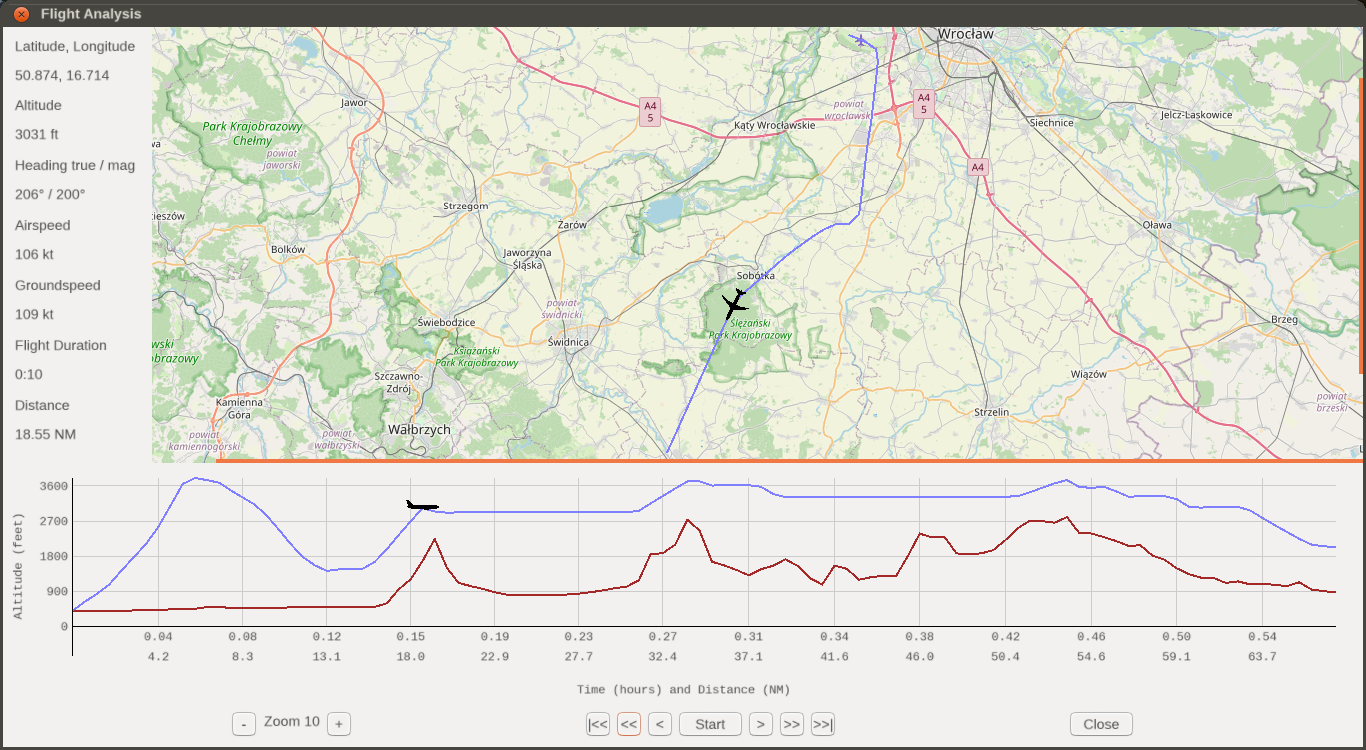 Flight Analysis
Latitude, Longitude
50.874, 16.714
Altitude
3031 ft
Heading true / mag
206° / 200°
Airspeed
106 kt
Groundspeed
109 kt
Flight Duration
0:10
Distance
18.55 NM
Wrocław
Jawor
A4
5
A4
5
powiat
wrocławsk
Park Krajobrazowy
Chełmy
powiat
jaworski
Kąty Wrocławskie
Siechnice
Jelcz-Laskowice
wa
A4
Strzegom
ieszów
Żarów
Oława
Bolków
Jaworzyna
Śląska
Sobótka
powiat
świdnicki
Świebodzice
Ślężański
Park Krajobrazowy
Brzeg
wski
obrazowy
Książański
Park Krajobrazowy
Świdnica
Szczawno-
Zdrój
Wiązów
Kamienna
Góra
Strzelin
powiat
brzeski
Wałbrzych
powiat
kamiennogórski
powiat
wałbrzyski
Altitude (feet)
3600
2700
1800
900
0
0.04 0.08 0.12 0.15 0.19 0.23 0.27 0.31 0.34 0.38 0.42 0.46 0.50 0.54
4.2 8.3 13.1 18.0 22.9 27.7 32.4 37.1 41.6 46.0 50.4 54.6 59.1 63.7
Time (hours) and Distance (NM)
- Zoom 10 + |<< << < Start > >> >>| Close